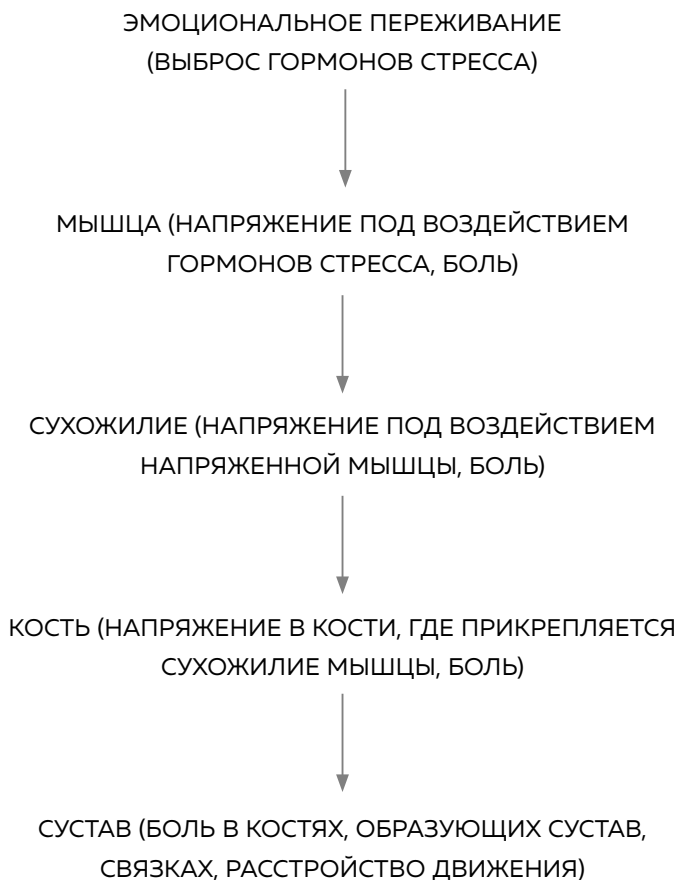 ЭМОЦИОНАЛЬНОЕ ПЕРЕЖИВАНИЕ
(ВЫБРОС ГОРМОНОВ СТРЕССА)
МЫШЦА (НАПРЯЖЕНИЕ ПОД ВОЗДЕЙСТВИЕМ
ГОРМОНОВ СТРЕССА, БОЛЬ)
СУХОЖИЛИЕ (НАПРЯЖЕНИЕ ПОД ВОЗДЕЙСТВИЕМ
НАПРЯЖЕННОЙ МЫШЦЫ, БОЛЬ)
КОСТЬ (НАПРЯЖЕНИЕ В КОСТИ, ГДЕ ПРИКРЕПЛЯЕТСЯ
СУХОЖИЛИЕ МЫШЦЫ, БОЛЬ)
СУСТАВ (БОЛЬ В КОСТЯХ, ОБРАЗУЮЩИХ СУСТАВ,
СВЯЗКАХ, РАССТРОЙСТВО ДВИЖЕНИЯ)